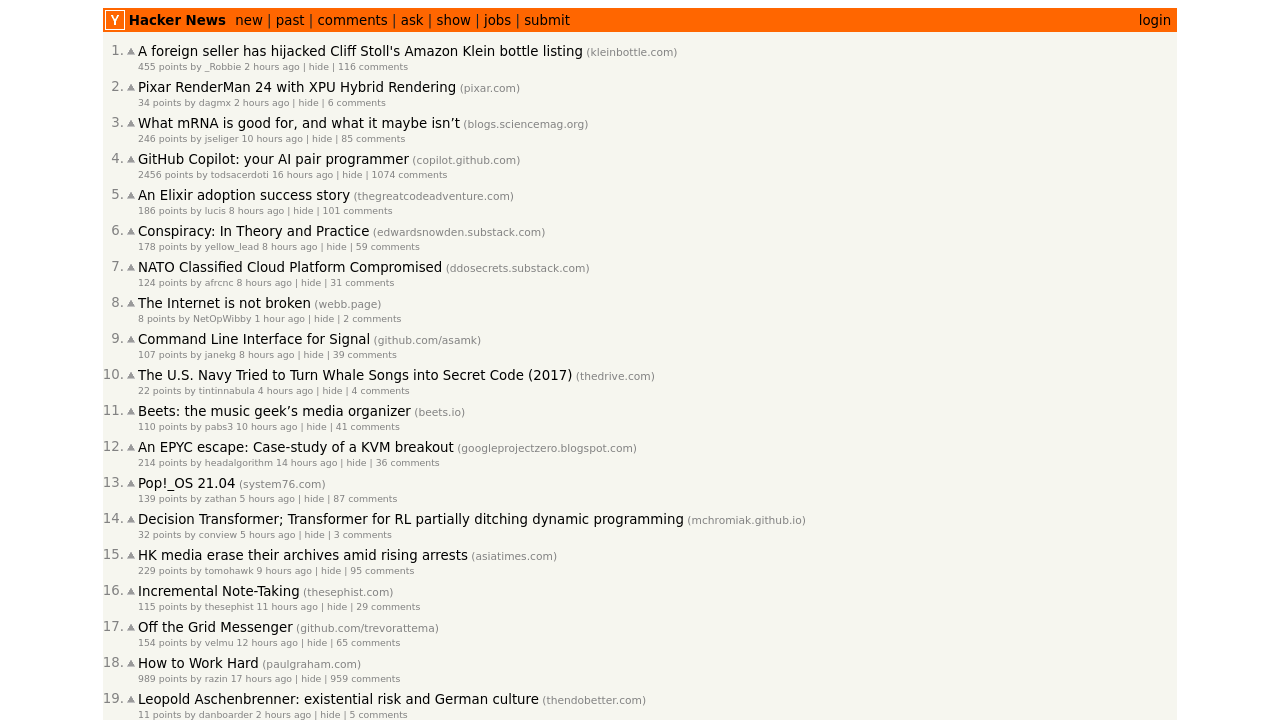 Y Hacker News new | past | comments | ask | show | jobs | submit login
1. A foreign seller has hijacked Cliff Stoll's Amazon Klein bottle listing (kleinbottle.com)
455 points by _Robbie 2 hours ago | hide | 116 comments
2. Pixar RenderMan 24 with XPU Hybrid Rendering (pixar.com)
34 points by dagmx 2 hours ago | hide | 6 comments
3. What mRNA is good for, and what it maybe isn’t (blogs.sciencemag.org)
246 points by jseliger 10 hours ago | hide | 85 comments
4. GitHub Copilot: your AI pair programmer (copilot.github.com)
2456 points by todsacerdoti 16 hours ago | hide | 1074 comments
5. An Elixir adoption success story (thegreatcodeadventure.com)
186 points by lucis 8 hours ago | hide | 101 comments
6. Conspiracy: In Theory and Practice (edwardsnowden.substack.com)
178 points by yellow_lead 8 hours ago | hide | 59 comments
7. NATO Classified Cloud Platform Compromised (ddosecrets.substack.com)
124 points by afrcnc 8 hours ago | hide | 31 comments
8. The Internet is not broken (webb.page)
8 points by NetOpWibby 1 hour ago | hide | 2 comments
9. Command Line Interface for Signal (github.com/asamk)
107 points by janekg 8 hours ago | hide | 39 comments
10. The U.S. Navy Tried to Turn Whale Songs into Secret Code (2017) (thedrive.com)
22 points by tintinnabula 4 hours ago | hide | 4 comments
11. Beets: the music geek’s media organizer (beets.io)
110 points by pabs3 10 hours ago | hide | 41 comments
12. An EPYC escape: Case-study of a KVM breakout (googleprojectzero.blogspot.com)
214 points by headalgorithm 14 hours ago | hide | 36 comments
13. Pop!_OS 21.04 (system76.com)
139 points by zathan 5 hours ago | hide | 87 comments
14. Decision Transformer; Transformer for RL partially ditching dynamic programming (mchromiak.github.io)
32 points by conview 5 hours ago | hide | 3 comments
15. HK media erase their archives amid rising arrests (asiatimes.com)
229 points by tomohawk 9 hours ago | hide | 95 comments
16. Incremental Note-Taking (thesephist.com)
115 points by thesephist 11 hours ago | hide | 29 comments
17. Off the Grid Messenger (github.com/trevorattema)
154 points by velmu 12 hours ago | hide | 65 comments
18. How to Work Hard (paulgraham.com)
989 points by razin 17 hours ago | hide | 959 comments
19. Leopold Aschenbrenner: existential risk and German culture (thendobetter.com)
11 points by danboarder 2 hours ago | hide | 5 comments